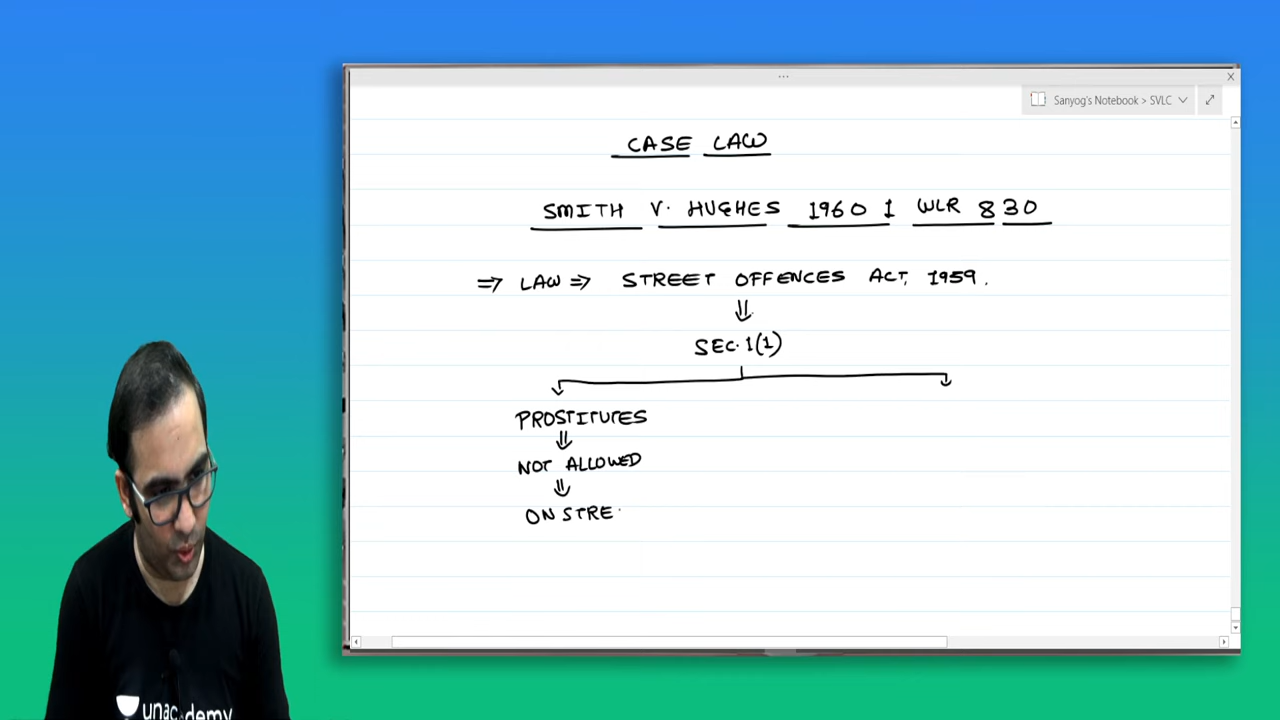 Sanyog's Notebook > SVLC
CASE LAW
SMITH V. HUGHES 1960 1 WLR 830
⇒ LAW ⇒ STREET OFFENCES ACT, 1959.
SEC. 1(1)
PROSTITUTES
NOT ALLOWED
ON STRE
unacademy